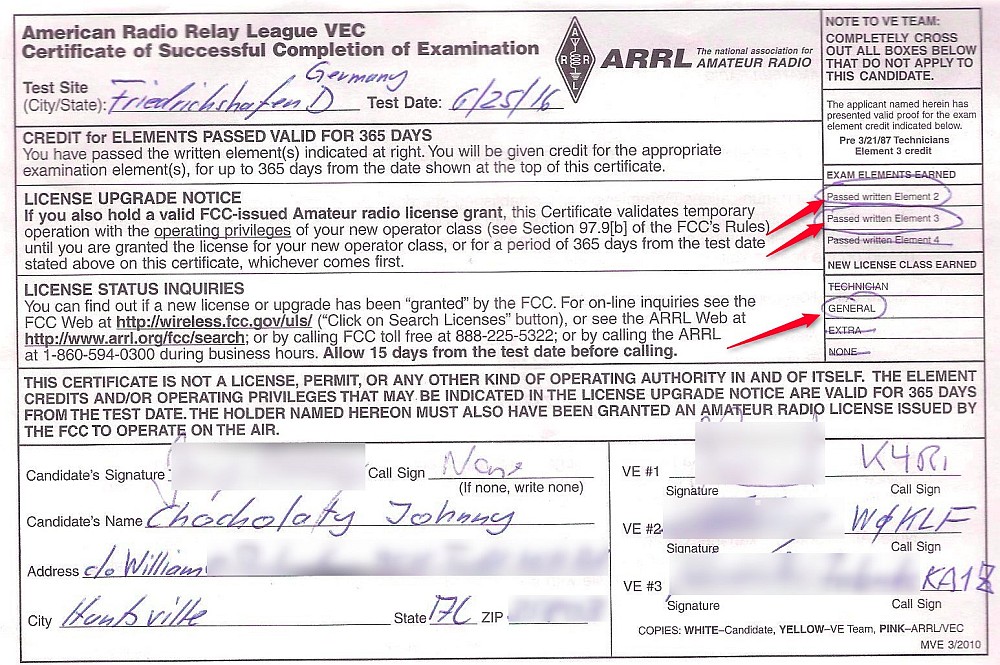 American Radio Relay League VEC
Certificate of Successful Completion of Examination
ARRL The national association for AMATEUR RADIO
Test Site (City/State): Friedrichshafen D Germany Test Date: 6/25/16
CREDIT for ELEMENTS PASSED VALID FOR 365 DAYS
You have passed the written element(s) indicated at right. You will be given credit for the appropriate
examination element(s), for up to 365 days from the date shown at the top of this certificate.
LICENSE UPGRADE NOTICE
If you also hold a valid FCC-issued Amateur radio license grant, this Certificate validates temporary
operation with the operating privileges of your new operator class (see Section 97.9[b] of the FCC's Rules)
until you are granted the license for your new operator class, or for a period of 365 days from the test date
stated above on this certificate, whichever comes first.
LICENSE STATUS INQUIRIES
You can find out if a new license or upgrade has been "granted" by the FCC. For on-line inquiries see the
FCC Web at http://wireless.fcc.gov/uls/ ("Click on Search Licenses" button), or see the ARRL Web at
http://www.arrl.org/fcc/search; or by calling FCC toll free at 888-225-5322; or by calling the ARRL
at 1-860-594-0300 during business hours. Allow 15 days from the test date before calling.
NOTE TO VE TEAM:
COMPLETELY CROSS
OUT ALL BOXES BELOW
THAT DO NOT APPLY TO
THIS CANDIDATE.
The applicant named herein has
presented valid proof for the exam
element credit indicated below.
Pre 3/21/87 Technicians
Element 3 credit
EXAM ELEMENTS EARNED
Passed written Element 2
Passed written Element 3
Passed written Element 4
NEW LICENSE CLASS EARNED
TECHNICIAN
GENERAL
EXTRA
NONE
THIS CERTIFICATE IS NOT A LICENSE, PERMIT, OR ANY OTHER KIND OF OPERATING AUTHORITY IN AND OF ITSELF. THE ELEMENT
CREDITS AND/OR OPERATING PRIVILEGES THAT MAY BE INDICATED IN THE LICENSE UPGRADE NOTICE ARE VALID FOR 365 DAYS
FROM THE TEST DATE. THE HOLDER NAMED HEREON MUST ALSO HAVE BEEN GRANTED AN AMATEUR RADIO LICENSE ISSUED BY
THE FCC TO OPERATE ON THE AIR.
Candidate's Signature Call Sign None
(If none, write none)
Candidate's Name Chocholaty Johnny
Address c/o William
City Huntsville State AL ZIP
VE #1 K4RI
Signature Call Sign
VE #2 WØKLF
Signature Call Sign
VE #3
Signature Call Sign
COPIES: WHITE–Candidate, YELLOW–VE Team, PINK–ARRL/VEC
MVE 3/2010